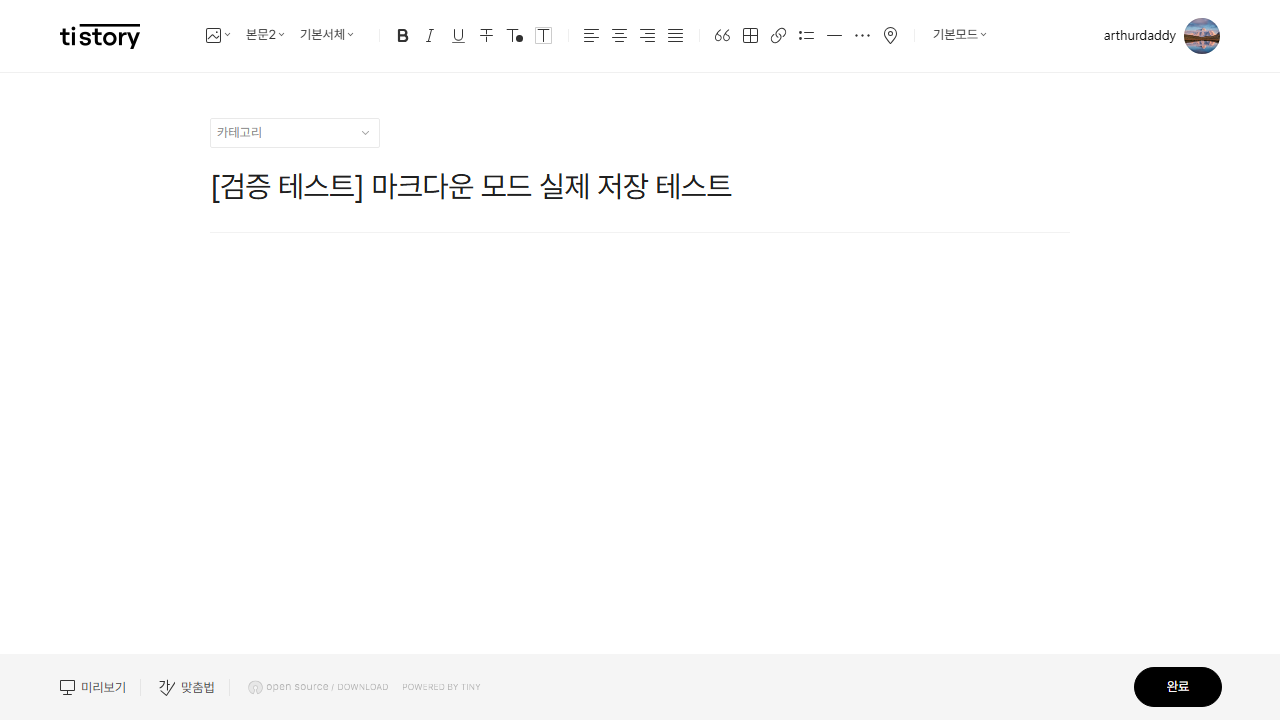 tistory 본문2 기본서체 B I U T T T 기본모드 arthurdaddy
카테고리
[검증 테스트] 마크다운 모드 실제 저장 테스트
미리보기 가 맞춤법 open source / DOWNLOAD POWERED BY TINY 완료